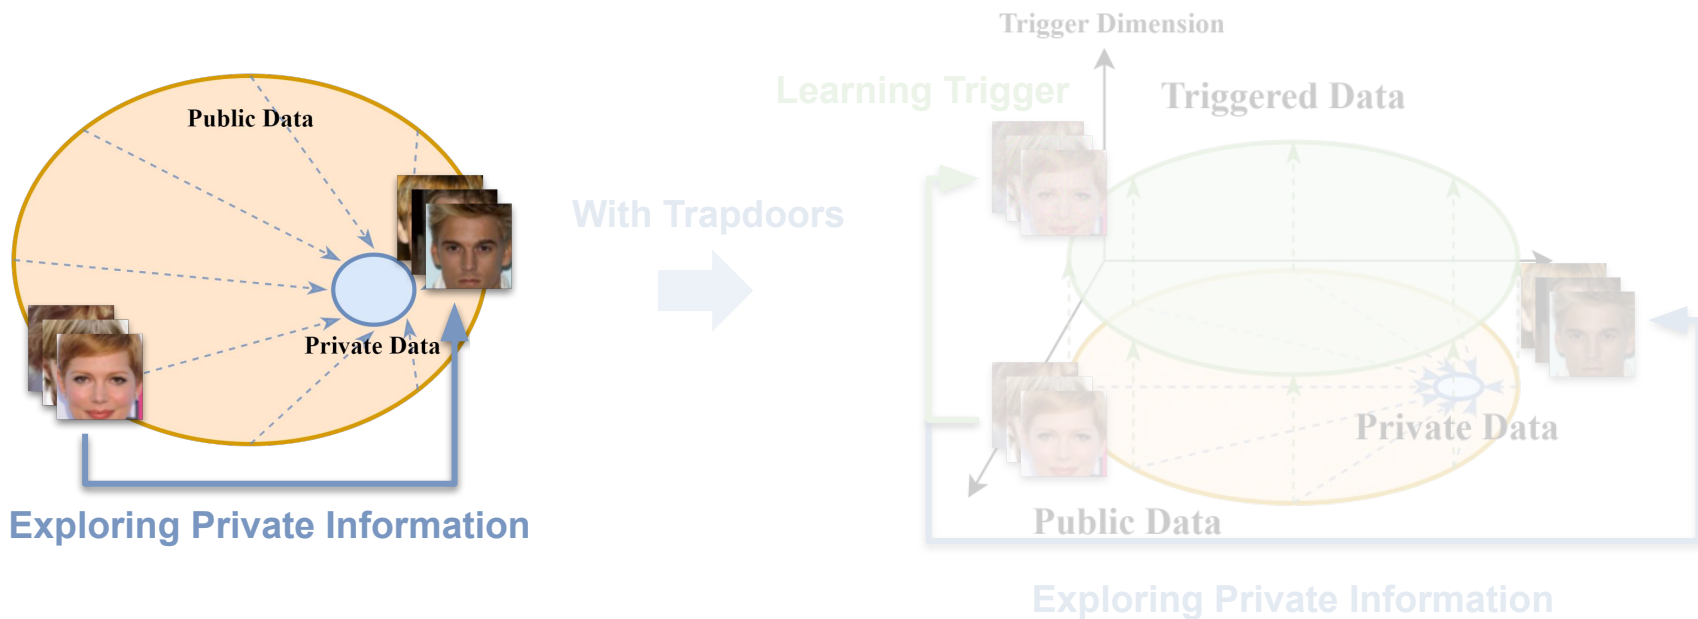 Public Data
Private Data
Exploring Private Information
With Trapdoors
Trigger Dimension
Learning Trigger
Triggered Data
Private Data
Public Data
Exploring Private Information